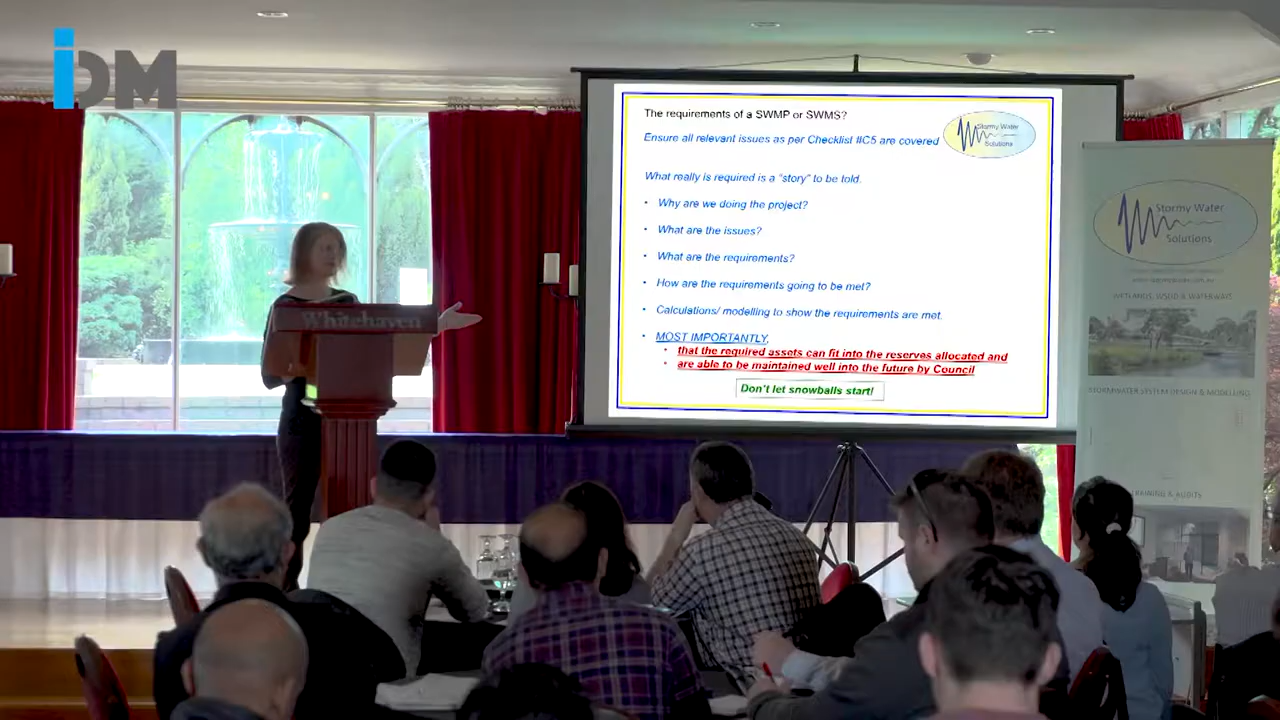 iDM
The requirements of a SWMP or SWMS?
Ensure all relevant issues as per Checklist #C5 are covered
Stormy Water
Solutions
What really is required is a "story" to be told.
• Why are we doing the project?
• What are the issues?
• What are the requirements?
• How are the requirements going to be met?
• Calculations/ modelling to show the requirements are met.
• MOST IMPORTANTLY,
• that the required assets can fit into the reserves allocated and
• are able to be maintained well into the future by Council
Don't let snowballs start!
Whitehaven
Stormy Water
Solutions
WETLANDS, WSUD & WATERWAYS
STORMWATER SYSTEM DESIGN & MODELLING
TRAINING & AUDITS